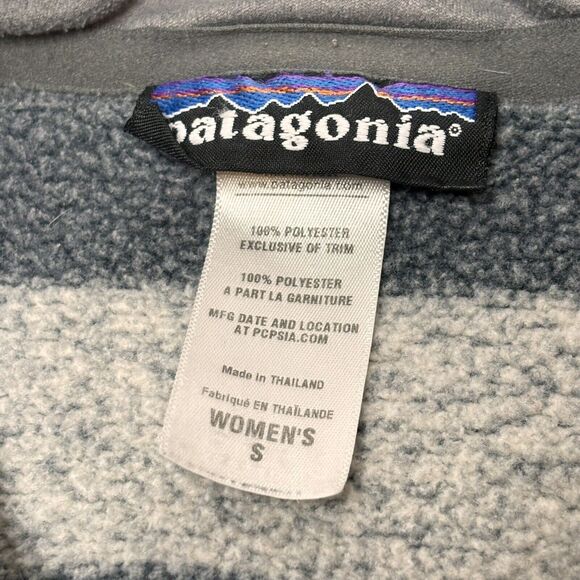 patagonia®
www.patagonia.com
100% POLYESTER
EXCLUSIVE OF TRIM
100% POLYESTER
A PART LA GARNITURE
MFG DATE AND LOCATION
AT PCPSIA.COM
Made in THAILAND
Fabriqué EN THAÏLANDE
WOMEN'S
S